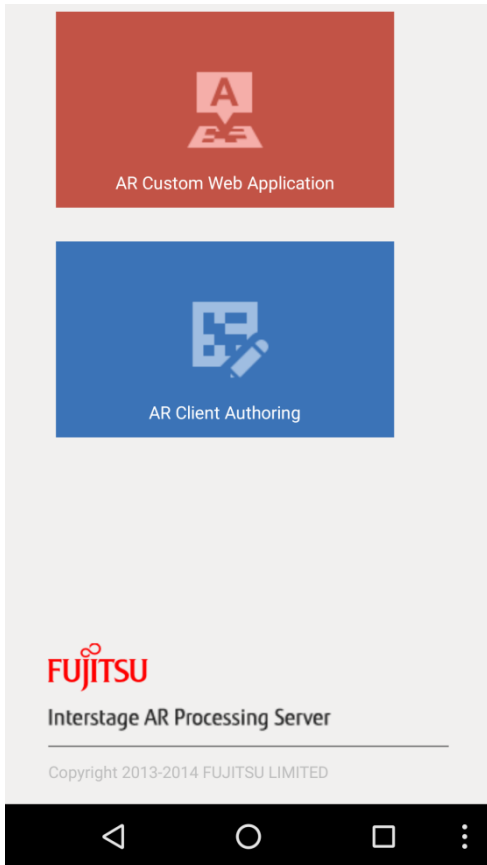 A
AR Custom Web Application
AR Client Authoring
FUJITSU
Interstage AR Processing Server
Copyright 2013-2014 FUJITSU LIMITED